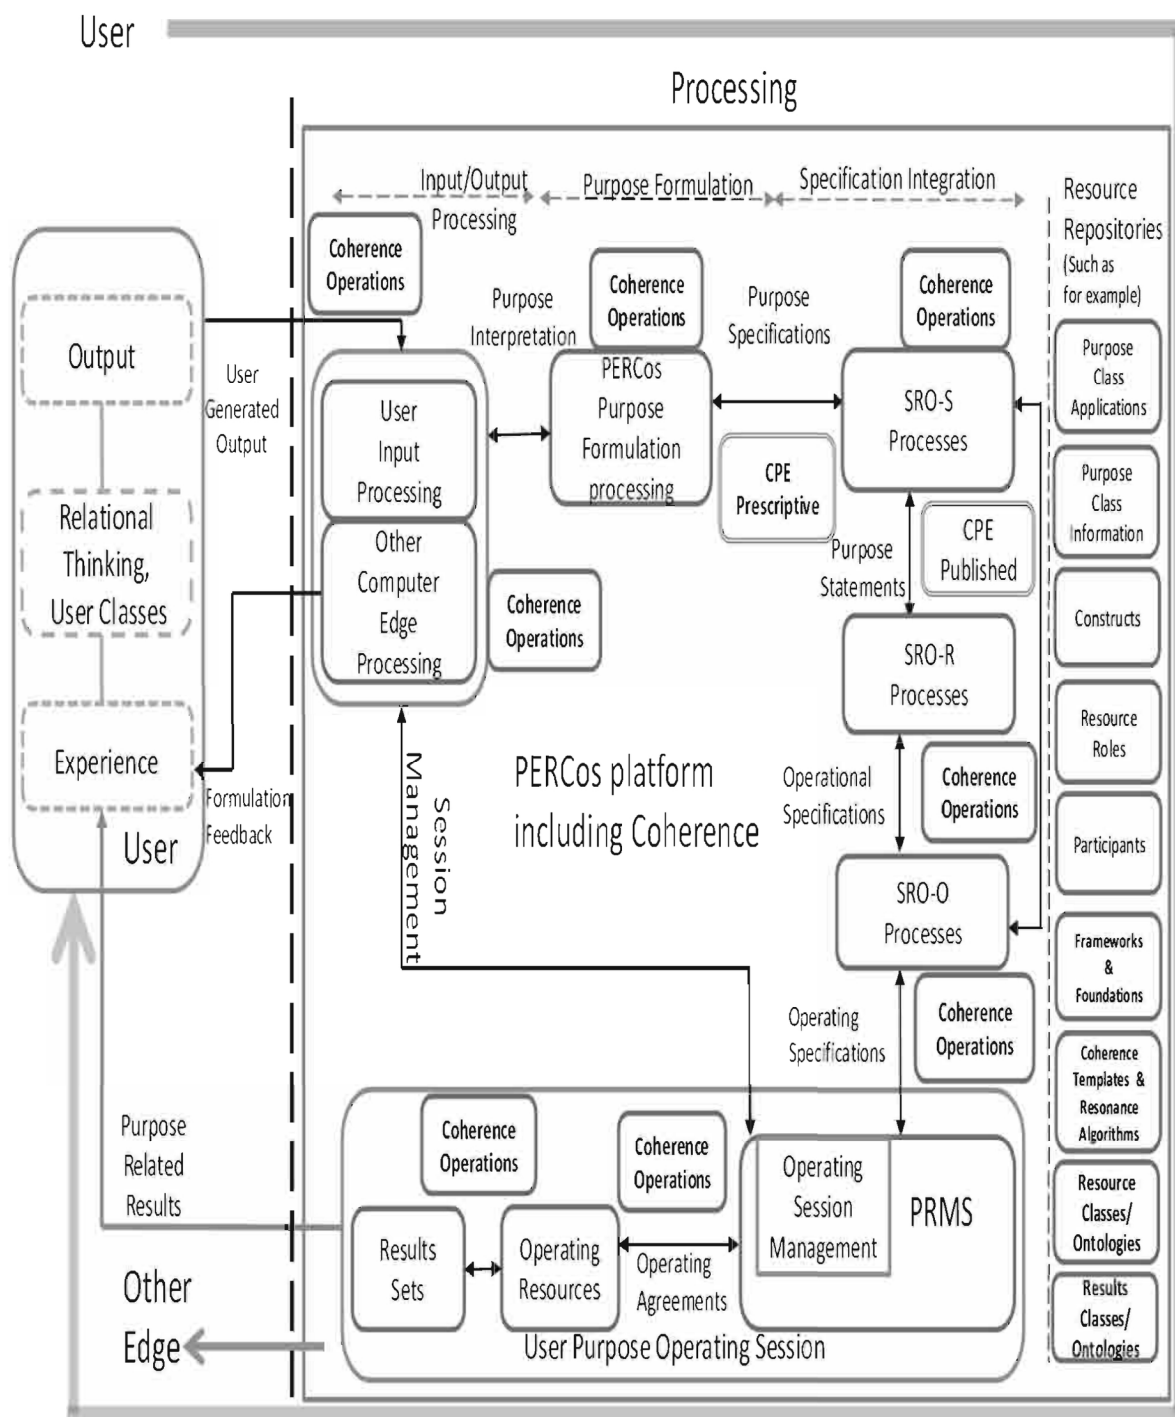 User
Processing
Input/Output
Processing
Purpose Formulation
Specification Integration
Resource
Repositories
(Such as
for example)
Coherence
Operations
Purpose
Interpretation
Coherence
Operations
Purpose
Specifications
Coherence
Operations
Output
User
Generated
Output
Relational
Thinking,
User Classes
Experience
User
Formulation
Feedback
User
Input
Processing
Other
Computer
Edge
Processing
Coherence
Operations
PERCos
Purpose
Formulation
processing
CPE
Prescriptive
SRO-S
Processes
Purpose
Statements
CPE
Published
SRO-R
Processes
Operational
Specifications
Coherence
Operations
SRO-O
Processes
Operating
Specifications
Coherence
Operations
Session
Management
PERCos platform
including Coherence
Purpose
Class
Applications
Purpose
Class
Information
Constructs
Resource
Roles
Participants
Frameworks
&
Foundations
Coherence
Templates &
Resonance
Algorithms
Resource
Classes/
Ontologies
Results
Classes/
Ontologies
Purpose
Related
Results
Other
Edge
Coherence
Operations
Coherence
Operations
Results
Sets
Operating
Resources
Operating
Agreements
Operating
Session
Management
PRMS
User Purpose Operating Session